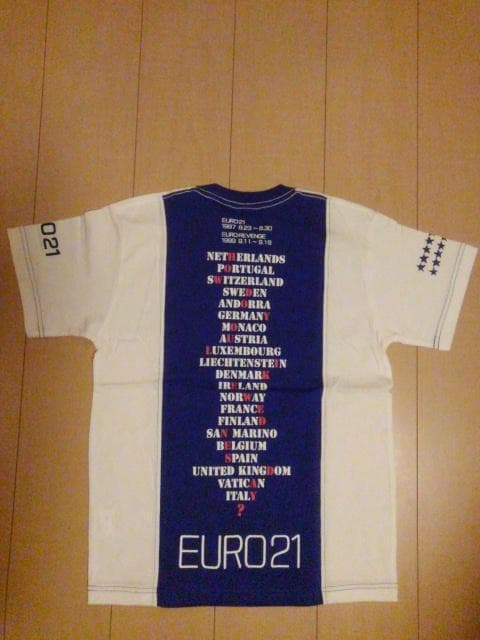 EURO21
1997 8.23～8.30
EURO REVENGE
1999 9.11～9.18
RO21
NETHERLANDS
PORTUGAL
SWITZERLAND
SWEDEN
ANDORRA
GERMANY
MONACO
AUSTRIA
LUXEMBOURG
LIECHTENSTEIN
DENMARK
IRELAND
NORWAY
FRANCE
FINLAND
SAN MARINO
BELGIUM
SPAIN
UNITED KINGDOM
VATICAN
ITALY
?
EURO21